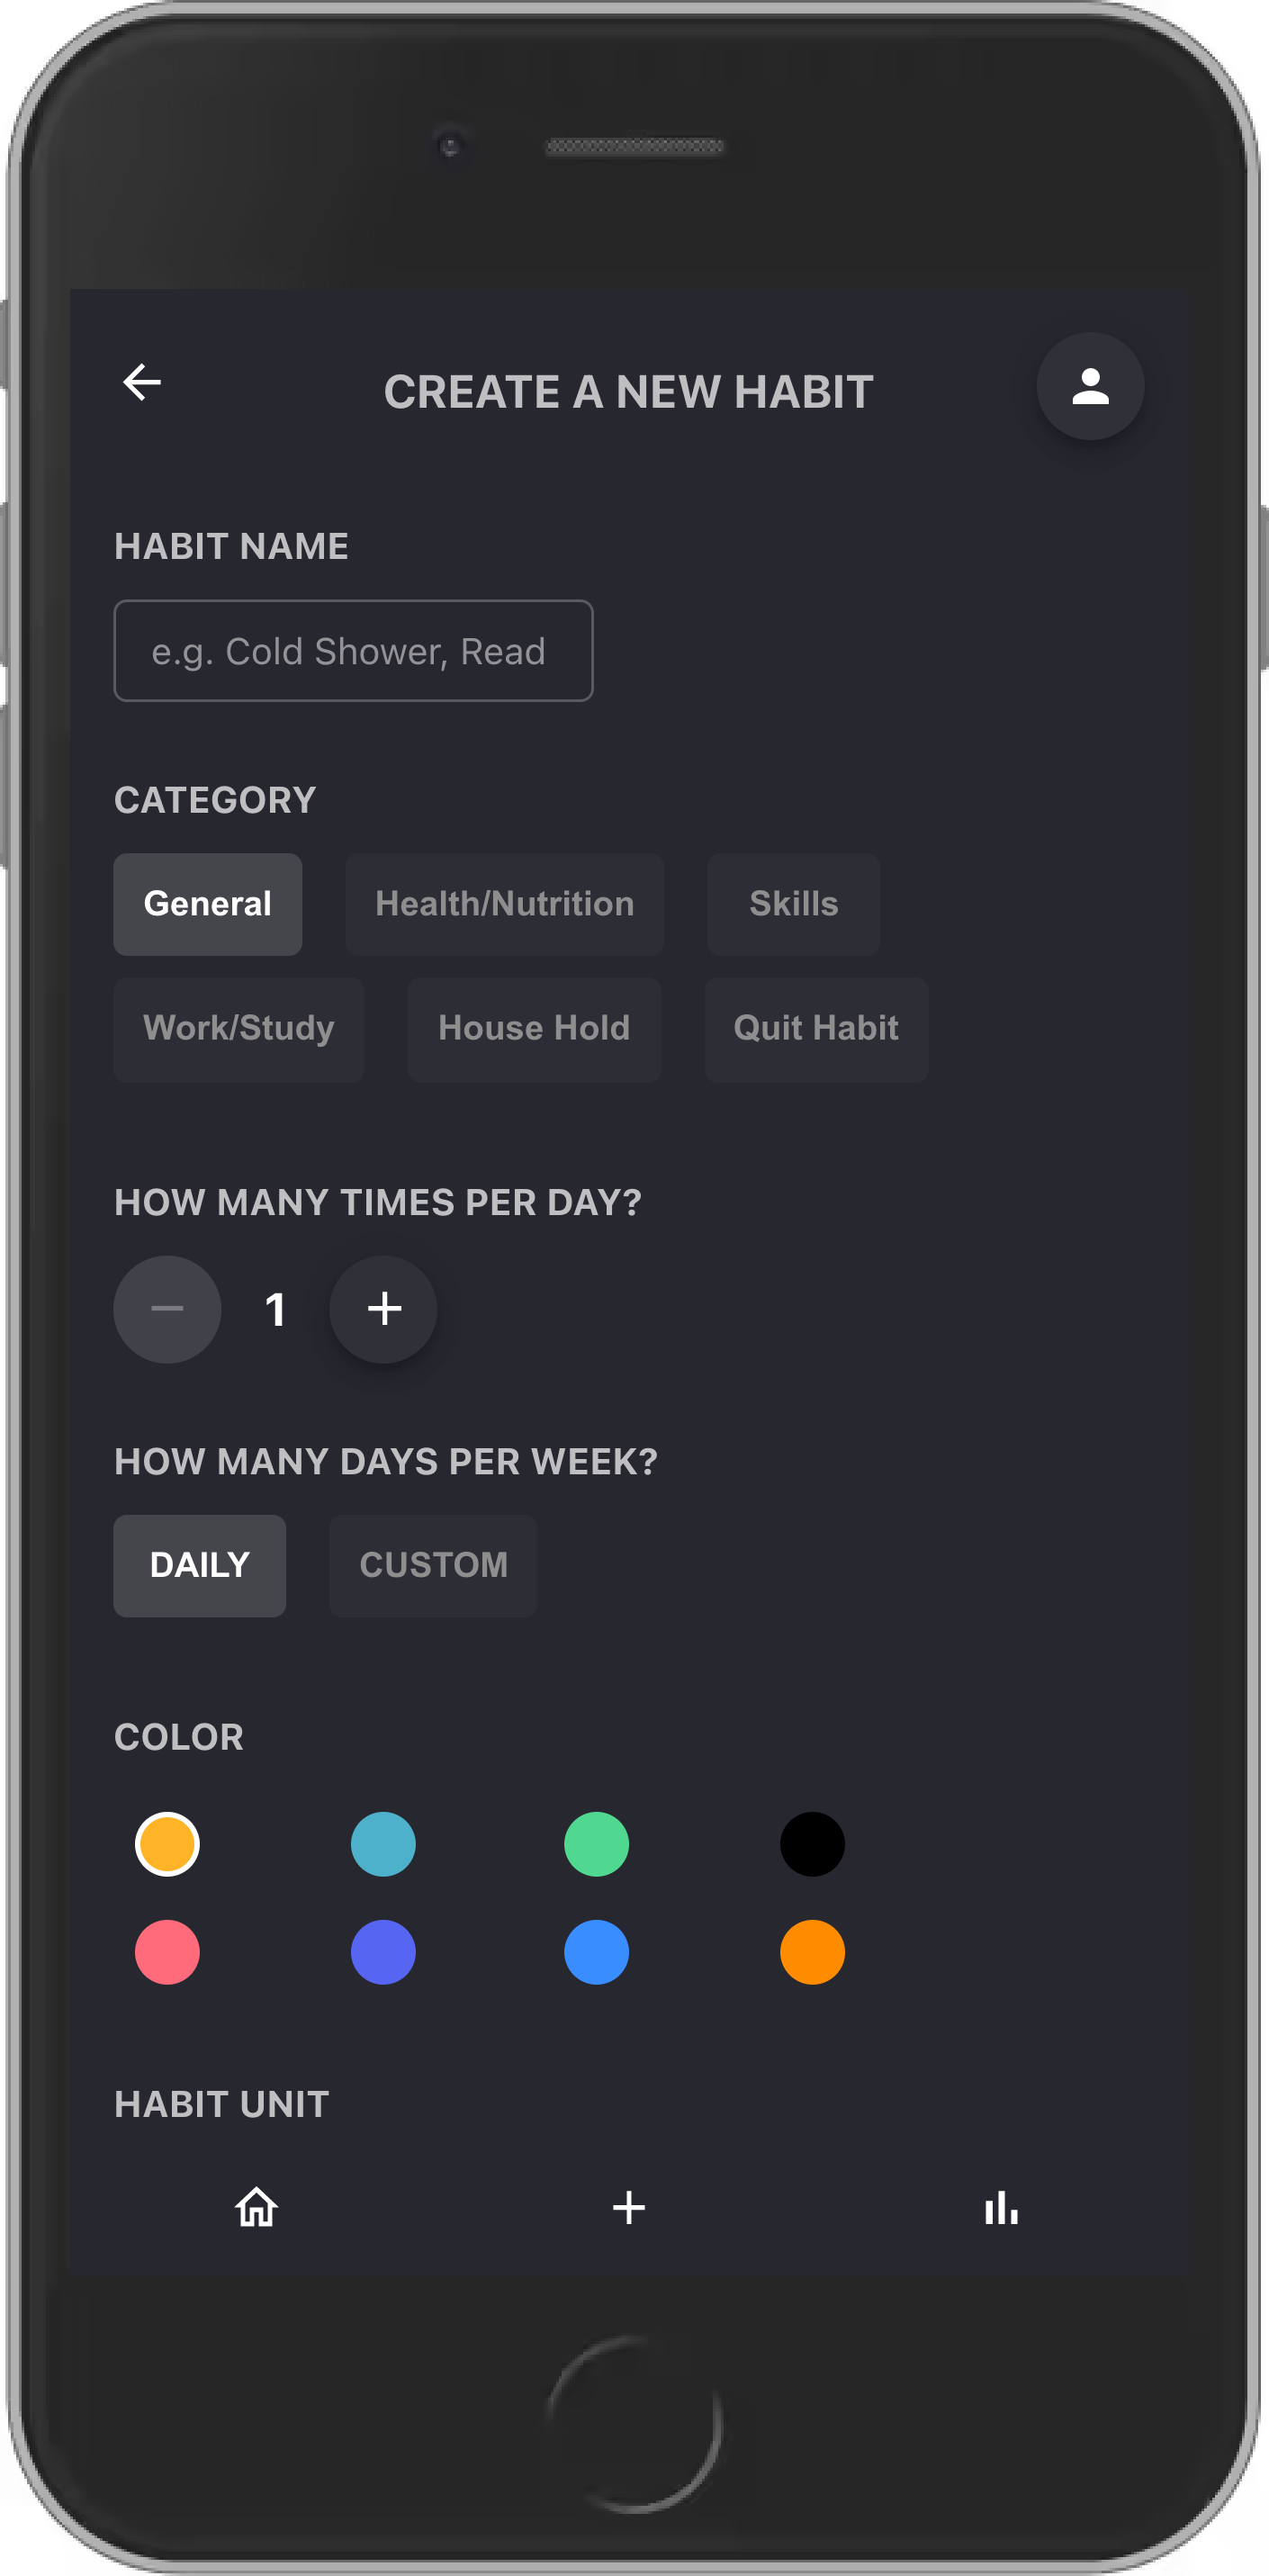 CREATE A NEW HABIT
HABIT NAME
e.g. Cold Shower, Read
CATEGORY
General Health/Nutrition Skills
Work/Study House Hold Quit Habit
HOW MANY TIMES PER DAY?
1
HOW MANY DAYS PER WEEK?
DAILY CUSTOM
COLOR
HABIT UNIT